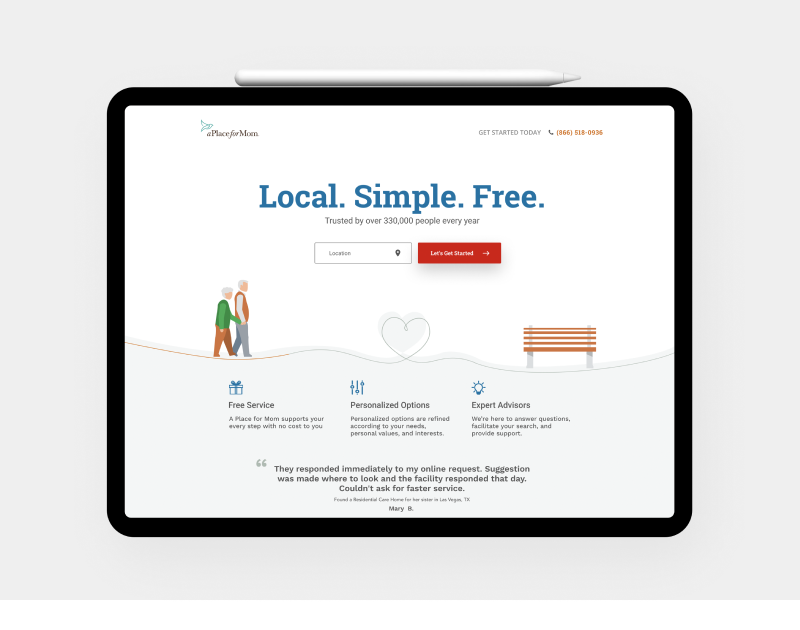 aPlaceforMom.
GET STARTED TODAY (866) 518-0936
Local. Simple. Free.
Trusted by over 330,000 people every year
Location
Let's Get Started
Free Service
A Place for Mom supports your
every step with no cost to you
Personalized Options
Personalized options are refined
according to your needs,
personal values, and interests.
Expert Advisors
We're here to answer questions,
facilitate your search, and
provide support.
“ They responded immediately to my online request. Suggestion
was made where to look and the facility responded that day.
Couldn't ask for faster service.
Found a Residential Care Home for her sister in Las Vegas, TX
Mary B.